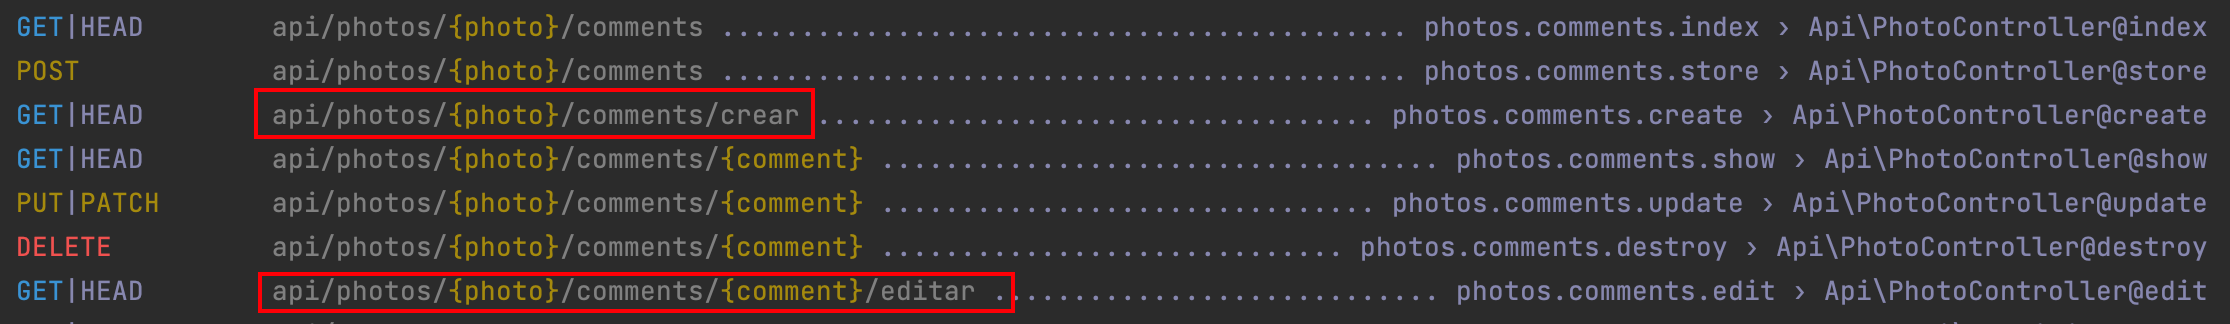 GET|HEAD api/photos/{photo}/comments ........................................... photos.comments.index › Api\PhotoController@index
POST api/photos/{photo}/comments ........................................... photos.comments.store › Api\PhotoController@store
GET|HEAD api/photos/{photo}/comments/crear ................................... photos.comments.create › Api\PhotoController@create
GET|HEAD api/photos/{photo}/comments/{comment} ................................... photos.comments.show › Api\PhotoController@show
PUT|PATCH api/photos/{photo}/comments/{comment} ............................... photos.comments.update › Api\PhotoController@update
DELETE api/photos/{photo}/comments/{comment} ............................. photos.comments.destroy › Api\PhotoController@destroy
GET|HEAD api/photos/{photo}/comments/{comment}/editar ............................ photos.comments.edit › Api\PhotoController@edit